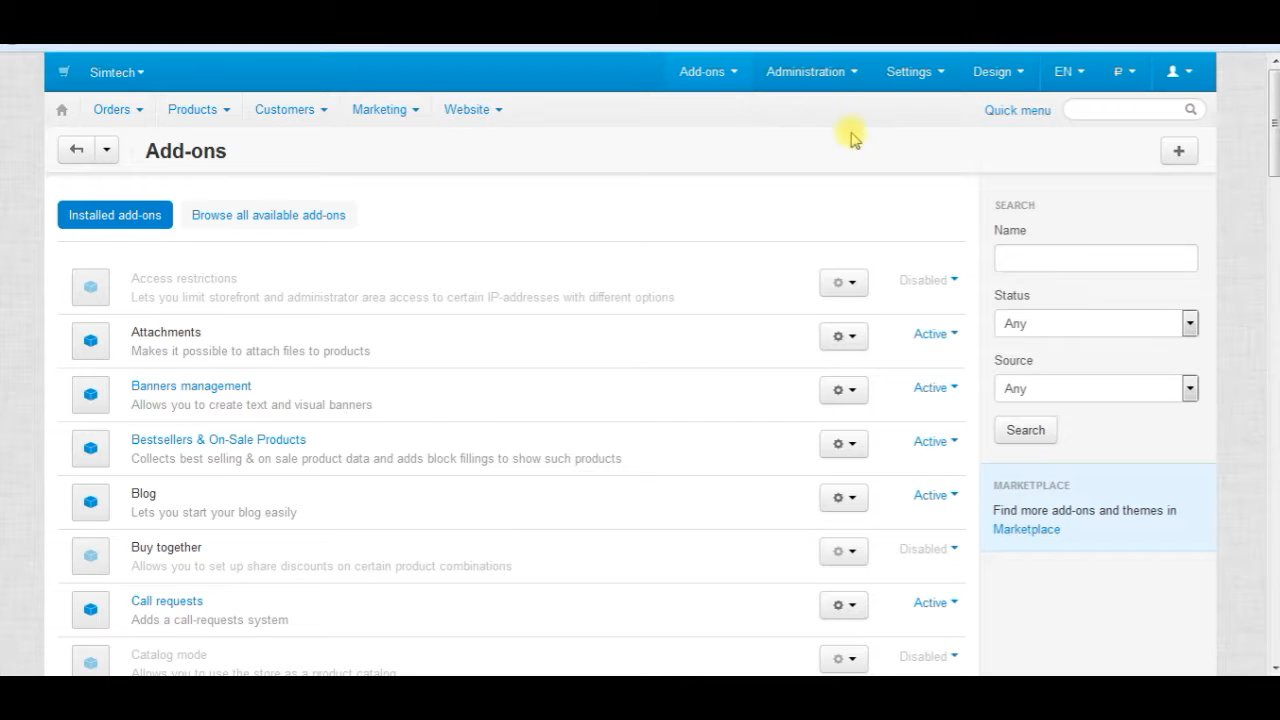 Simtech
Add-ons
Administration
Settings
Design
EN
₽
Orders
Products
Customers
Marketing
Website
Quick menu
Add-ons
+
Installed add-ons
Browse all available add-ons
Access restrictions
Lets you limit storefront and administrator area access to certain IP-addresses with different options
Disabled
Attachments
Makes it possible to attach files to products
Active
Banners management
Allows you to create text and visual banners
Active
Bestsellers & On-Sale Products
Collects best selling & on sale product data and adds block fillings to show such products
Active
Blog
Lets you start your blog easily
Active
Buy together
Allows you to set up share discounts on certain product combinations
Disabled
Call requests
Adds a call-requests system
Active
Catalog mode
Allows you to use the store as a product catalog
Disabled
SEARCH
Name
Status
Any
Source
Any
Search
MARKETPLACE
Find more add-ons and themes in
Marketplace